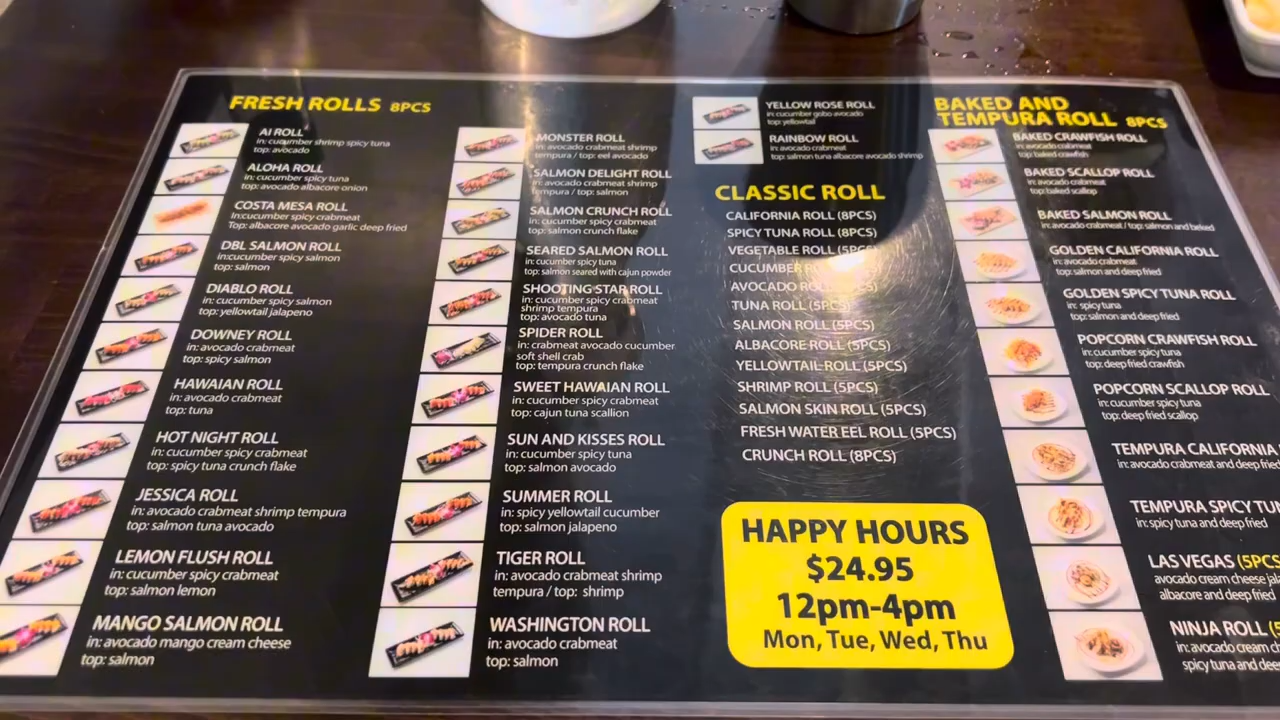 FRESH ROLLS 8PCS
AI ROLL
in: cucumber shrimp spicy tuna
top: avocado
ALOHA ROLL
in: cucumber spicy tuna
top: avocado albacore onion
COSTA MESA ROLL
In:cucumber spicy crabmeat
Top: albacore avocado garlic deep fried
DBL SALMON ROLL
in:cucumber spicy salmon
top: salmon
DIABLO ROLL
in: cucumber spicy salmon
top: yellowtail jalapeno
DOWNEY ROLL
in: avocado crabmeat
top: spicy salmon
HAWAIAN ROLL
in: avocado crabmeat
top: tuna
HOT NIGHT ROLL
in: cucumber spicy crabmeat
top: spicy tuna crunch flake
JESSICA ROLL
in: avocado crabmeat shrimp tempura
top: salmon tuna avocado
LEMON FLUSH ROLL
in: cucumber spicy crabmeat
top: salmon lemon
MANGO SALMON ROLL
in: avocado mango cream cheese
top: salmon
MONSTER ROLL
in: avocado crabmeat shrimp
tempura / top: eel avocado
SALMON DELIGHT ROLL
in: avocado crabmeat shrimp
tempura / top: salmon
SALMON CRUNCH ROLL
in: cucumber spicy crabmeat
top: salmon crunch flake
SEARED SALMON ROLL
in: cucumber spicy tuna
top: salmon seared with cajun powder
SHOOTING STAR ROLL
in: cucumber spicy crabmeat
shrimp tempura
top: avocado tuna
SPIDER ROLL
in: crabmeat avocado cucumber
soft shell crab
top: tempura crunch flake
SWEET HAWAIAN ROLL
in: cucumber spicy crabmeat
top: cajun tuna scallion
SUN AND KISSES ROLL
in: cucumber spicy tuna
top: salmon avocado
SUMMER ROLL
in: spicy yellowtail cucumber
top: salmon jalapeno
TIGER ROLL
in: avocado crabmeat shrimp
tempura / top: shrimp
WASHINGTON ROLL
in: avocado crabmeat
top: salmon
YELLOW ROSE ROLL
in: cucumber gobo avocado
top: yellowtail
RAINBOW ROLL
in: avocado crabmeat
top: salmon tuna albacore avocado shrimp
CLASSIC ROLL
CALIFORNIA ROLL (8PCS)
SPICY TUNA ROLL (8PCS)
VEGETABLE ROLL (5PCS)
CUCUMBER
AVOCADO ROLL
TUNA ROLL (5PCS)
SALMON ROLL (5PCS)
ALBACORE ROLL (5PCS)
YELLOWTAIL ROLL (5PCS)
SHRIMP ROLL (5PCS)
SALMON SKIN ROLL (5PCS)
FRESH WATER EEL ROLL (5PCS)
CRUNCH ROLL (8PCS)
HAPPY HOURS
$24.95
12pm-4pm
Mon, Tue, Wed, Thu
BAKED AND
TEMPURA ROLL 8PCS
BAKED CRAWFISH ROLL
in: avocado crabmeat
top: baked crawfish
BAKED SCALLOP ROLL
in: avocado crabmeat
top: baked scallop
BAKED SALMON ROLL
in: avocado crabmeat / top: salmon and baked
GOLDEN CALIFORNIA ROLL
in: avocado crabmeat
top: salmon and deep fried
GOLDEN SPICY TUNA ROLL
in: spicy tuna
top: salmon and deep fried
POPCORN CRAWFISH ROLL
in: cucumber spicy tuna
top: deep fried crawfish
POPCORN SCALLOP ROLL
in: cucumber spicy tuna
top: deep fried scallop
TEMPURA CALIFORNIA
in: avocado crabmeat and deep fried
TEMPURA SPICY
in: spicy tuna and deep fried
LAS VEGAS (5PCS
avocado cream cheese
albacore and deep fried
NINJA ROLL
in: avocado cream
spicy tuna and